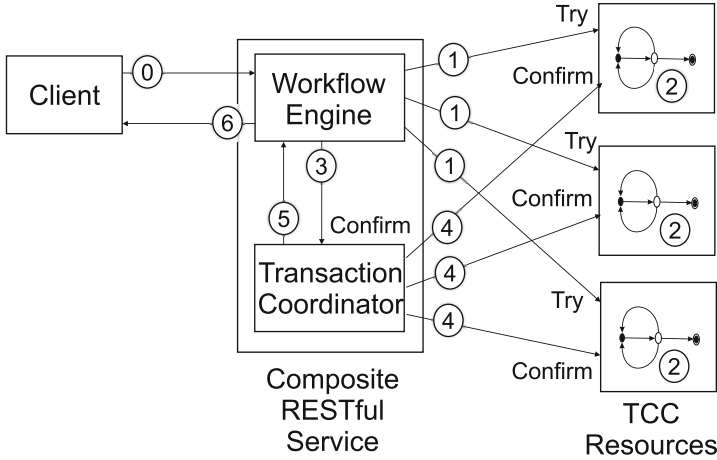 Try
1
0
Client
Workflow
Engine
Confirm
2
1
6
Try
1
3
Confirm
2
5
Confirm
4
Transaction
Coordinator
4
Try
4
2
Confirm
Composite
RESTful
Service
TCC
Resources